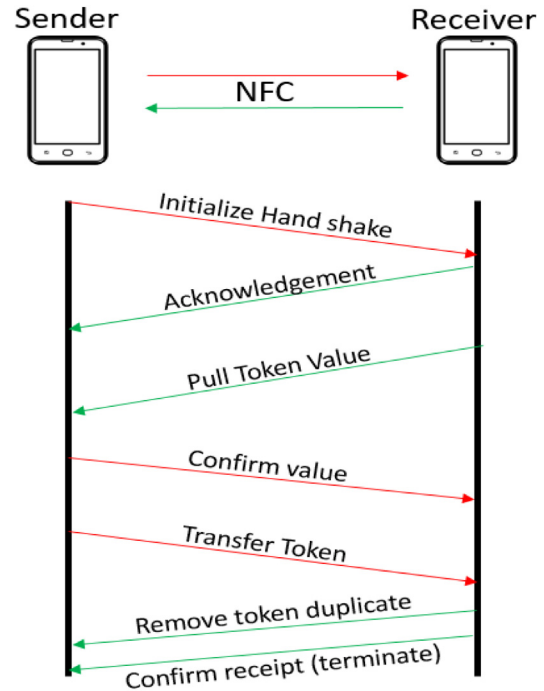 Sender
Receiver
NFC
Initialize Hand shake
Acknowledgement
Pull Token Value
Confirm value
Transfer Token
Remove token duplicate
Confirm receipt (terminate)